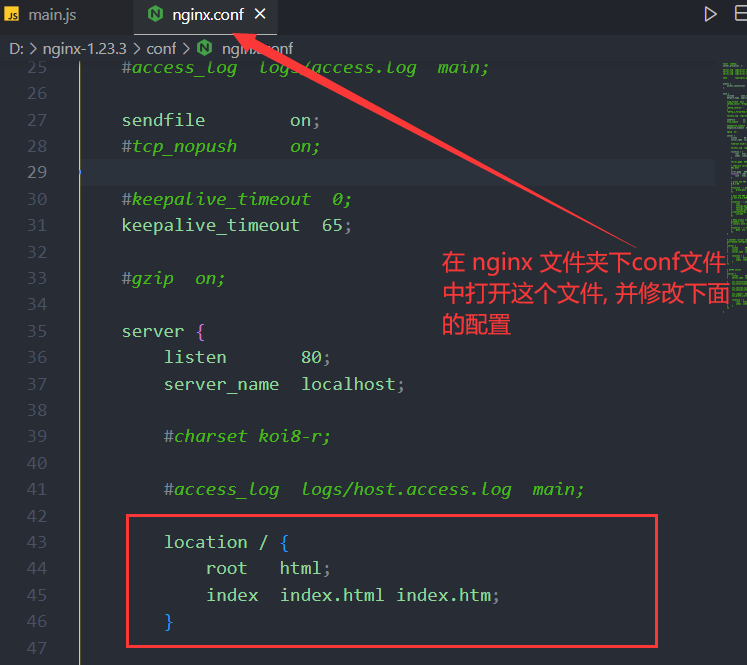 main.js
nginx.conf
D: > nginx-1.23.3 > conf > nginx.conf
25 #access_log logs/access.log main;
26
27 sendfile on;
28 #tcp_nopush on;
29
30 #keepalive_timeout 0;
31 keepalive_timeout 65;
32
33 #gzip on;
34
35 server {
36 listen 80;
37 server_name localhost;
38
39 #charset koi8-r;
40
41 #access_log logs/host.access.log main;
42
43 location / {
44 root html;
45 index index.html index.htm;
46 }
47
在 nginx 文件夹下conf文件
中打开这个文件, 并修改下面
的配置